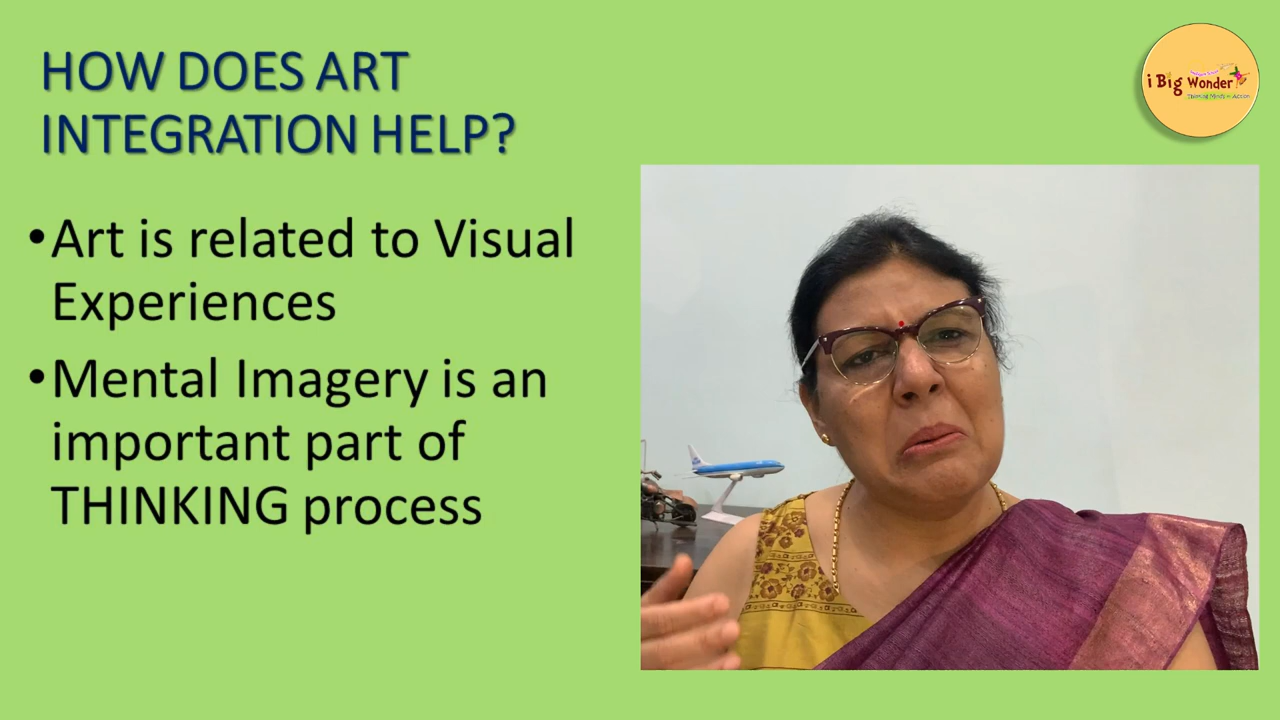 HOW DOES ART
INTEGRATION HELP?
i Big Wonder
•Art is related to Visual
Experiences
•Mental Imagery is an
important part of
THINKING process